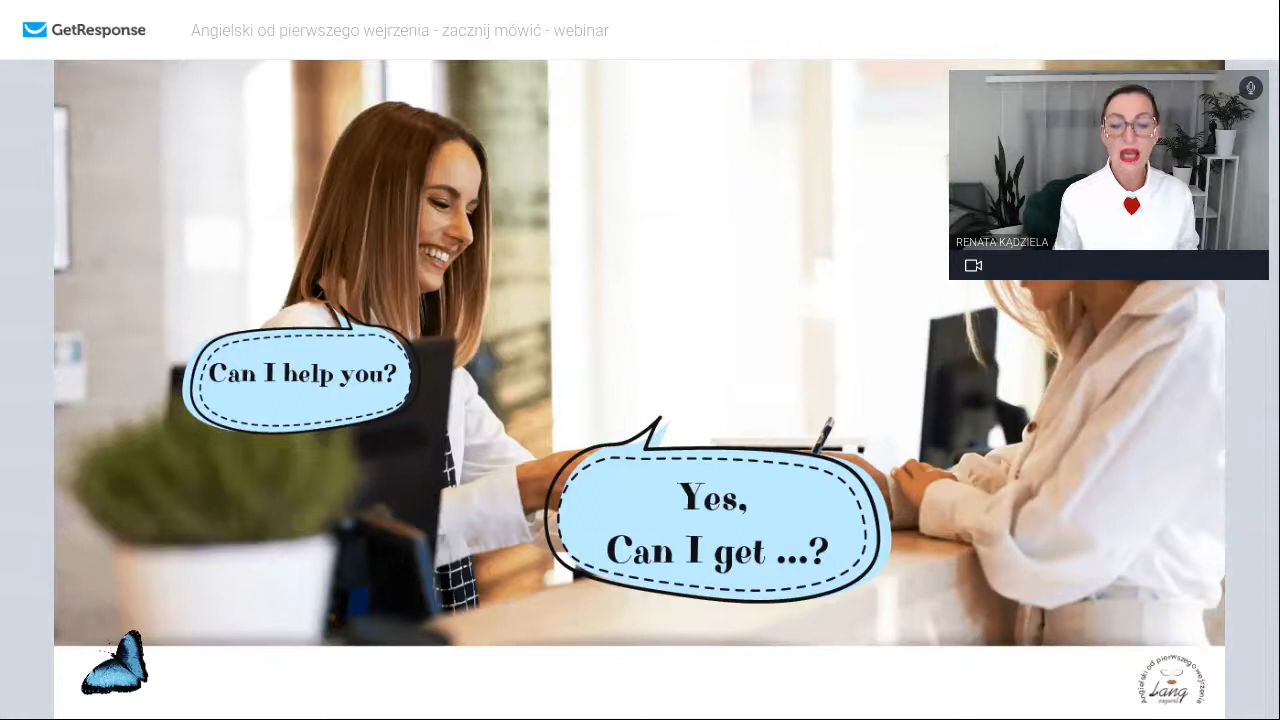 GetResponse
Angielski od pierwszego wejrzenia - zacznij mówić - webinar
RENATA KĄDZIELA
Can I help you?
Yes,
Can I get ...?
Angielski od pierwszego wejrzenia
Lang
expert